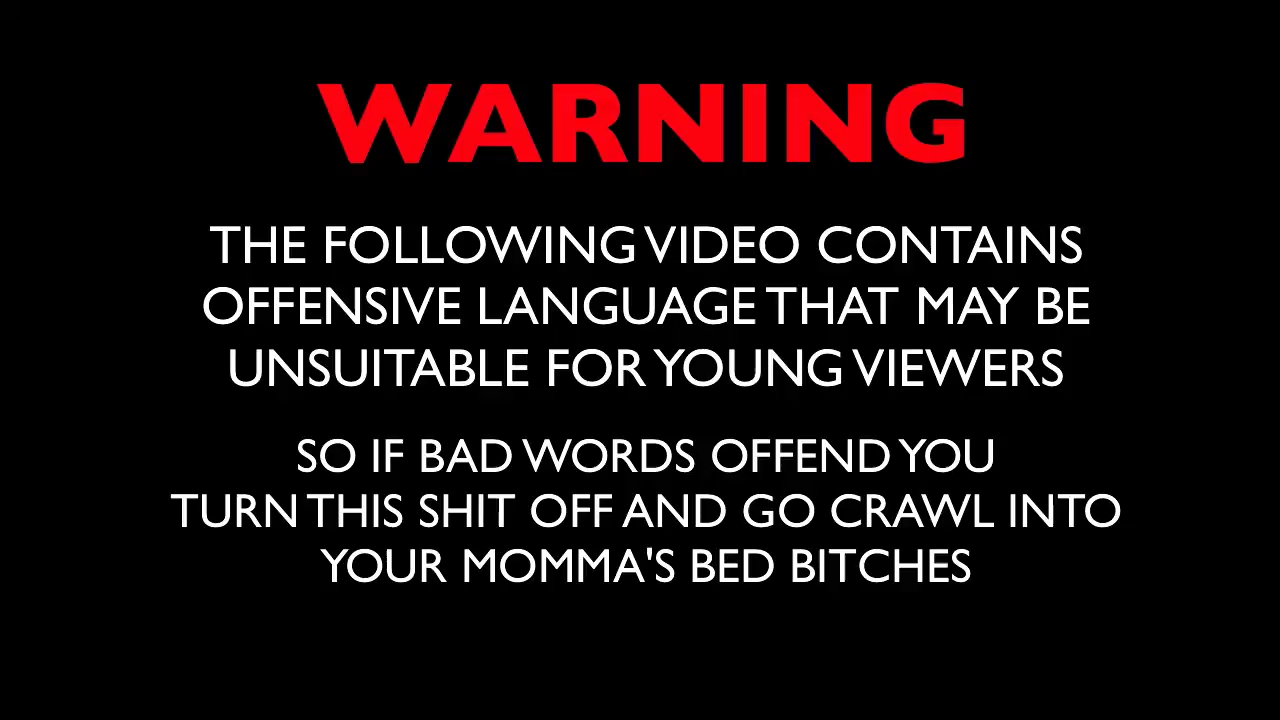 WARNING
THE FOLLOWING VIDEO CONTAINS
OFFENSIVE LANGUAGE THAT MAY BE
UNSUITABLE FOR YOUNG VIEWERS
SO IF BAD WORDS OFFEND YOU
TURN THIS SHIT OFF AND GO CRAWL INTO
YOUR MOMMA'S BED BITCHES